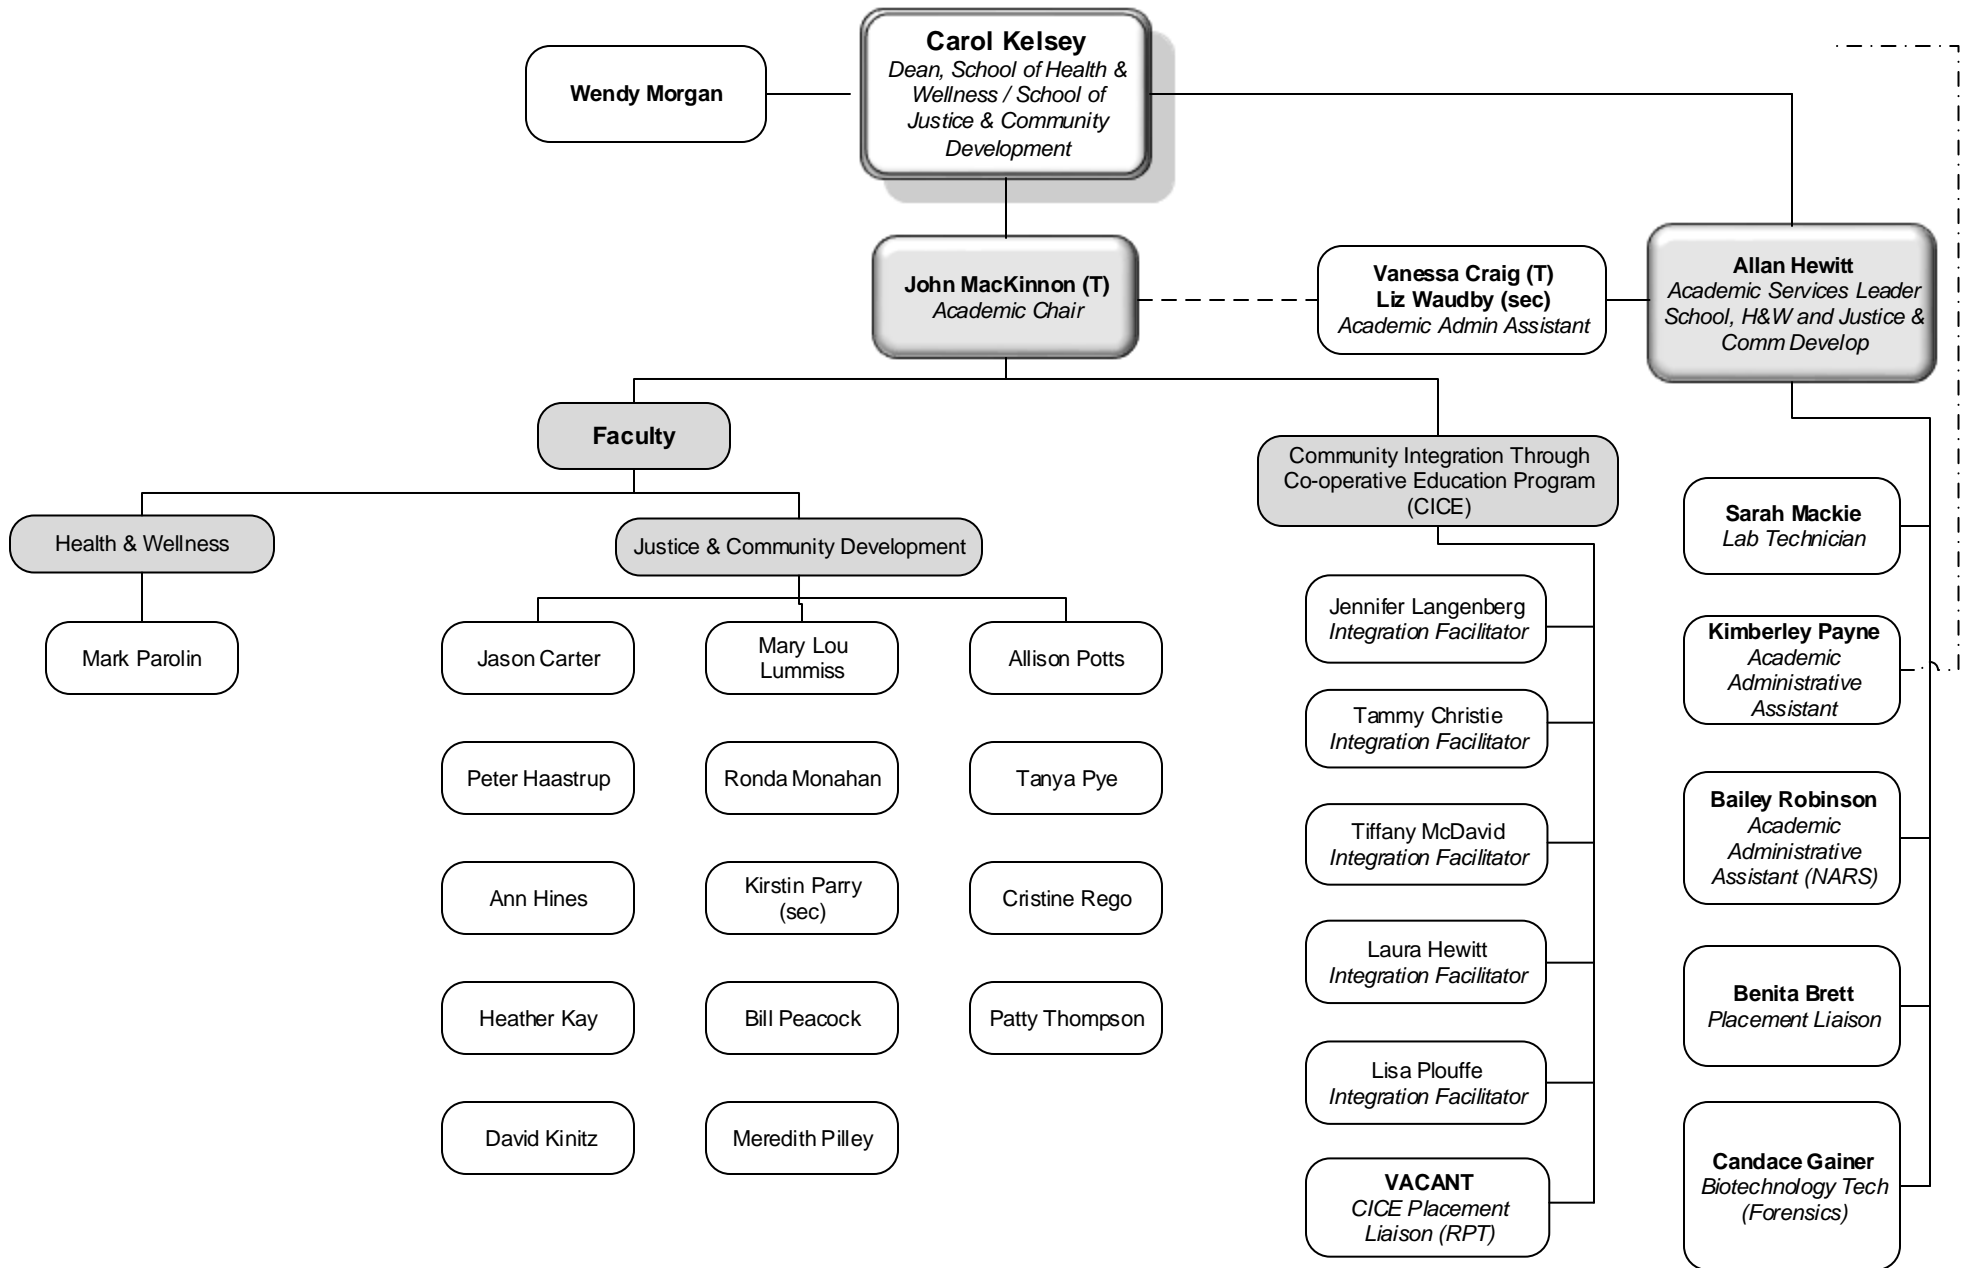 Carol Kelsey
Dean, School of Health &
Wellness / School of
Justice & Community
Development
Wendy Morgan
John MacKinnon (T)
Academic Chair
Vanessa Craig (T)
Liz Waudby (sec)
Academic Admin Assistant
Allan Hewitt
Academic Services Leader
School, H&W and Justice &
Comm Develop
Faculty
Health & Wellness
Mark Parolin
Justice & Community Development
Jason Carter
Peter Haastrup
Ann Hines
Heather Kay
David Kinitz
Mary Lou
Lummiss
Ronda Monahan
Kirstin Parry
(sec)
Bill Peacock
Meredith Pilley
Allison Potts
Tanya Pye
Cristine Rego
Patty Thompson
Community Integration Through
Co-operative Education Program
(CICE)
Jennifer Langenberg
Integration Facilitator
Tammy Christie
Integration Facilitator
Tiffany McDavid
Integration Facilitator
Laura Hewitt
Integration Facilitator
Lisa Plouffe
Integration Facilitator
VACANT
CICE Placement
Liaison (RPT)
Sarah Mackie
Lab Technician
Kimberley Payne
Academic
Administrative
Assistant
Bailey Robinson
Academic
Administrative
Assistant (NARS)
Benita Brett
Placement Liaison
Candace Gainer
Biotechnology Tech
(Forensics)